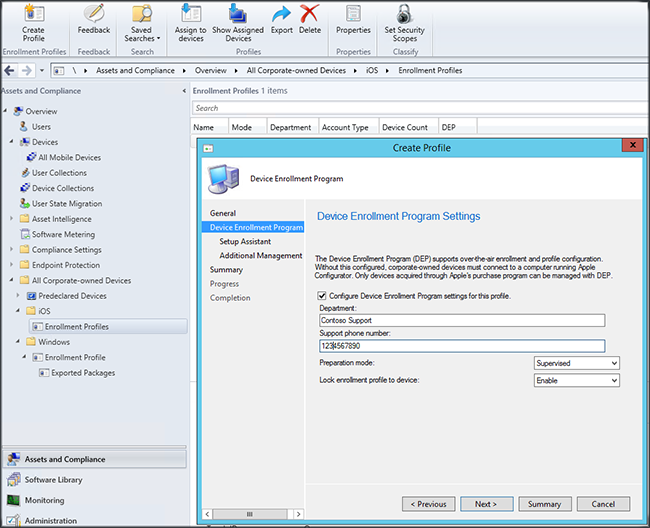 Create Profile
Feedback
Saved Searches
Assign to devices
Show Assigned Devices
Export
Delete
Properties
Set Security Scopes
Enrollment Profiles
Feedback
Search
Profiles
Properties
Classify
\ Assets and Compliance Overview All Corporate-owned Devices iOS Enrollment Profiles
Assets and Compliance
Overview
Users
Devices
All Mobile Devices
User Collections
Device Collections
User State Migration
Asset Intelligence
Software Metering
Compliance Settings
Endpoint Protection
All Corporate-owned Devices
Predeclared Devices
iOS
Enrollment Profiles
Windows
Enrollment Profile
Exported Packages
Assets and Compliance
Software Library
Monitoring
Administration
Enrollment Profiles 1 items
Search
Name Mode Department Account Type Device Count DEP
Create Profile
Device Enrollment Program
General
Device Enrollment Program
Setup Assistant
Additional Management
Summary
Progress
Completion
Device Enrollment Program Settings
The Device Enrollment Program (DEP) supports over-the-air enrollment and profile configuration.
Without this configured, corporate-owned devices must connect to a computer running Apple
Configurator. Only devices acquired through Apple's purchase program can be managed with DEP.
Configure Device Enrollment Program settings for this profile.
Department:
Contoso Support
Support phone number:
1234567890
Preparation mode: Supervised
Lock enrollment profile to device: Enable
< Previous Next > Summary Cancel